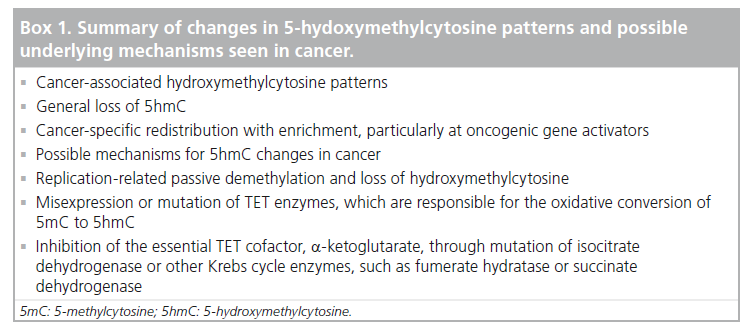 Box 1. Summary of changes in 5-hydoxymethylcytosine patterns and possible
underlying mechanisms seen in cancer.
▪ Cancer-associated hydroxymethylcytosine patterns
▪ General loss of 5hmC
▪ Cancer-specific redistribution with enrichment, particularly at oncogenic gene activators
▪ Possible mechanisms for 5hmC changes in cancer
▪ Replication-related passive demethylation and loss of hydroxymethylcytosine
▪ Misexpression or mutation of TET enzymes, which are responsible for the oxidative conversion of
5mC to 5hmC
▪ Inhibition of the essential TET cofactor, α-ketoglutarate, through mutation of isocitrate
dehydrogenase or other Krebs cycle enzymes, such as fumerate hydratase or succinate
dehydrogenase
5mC: 5-methylcytosine; 5hmC: 5-hydroxymethylcytosine.